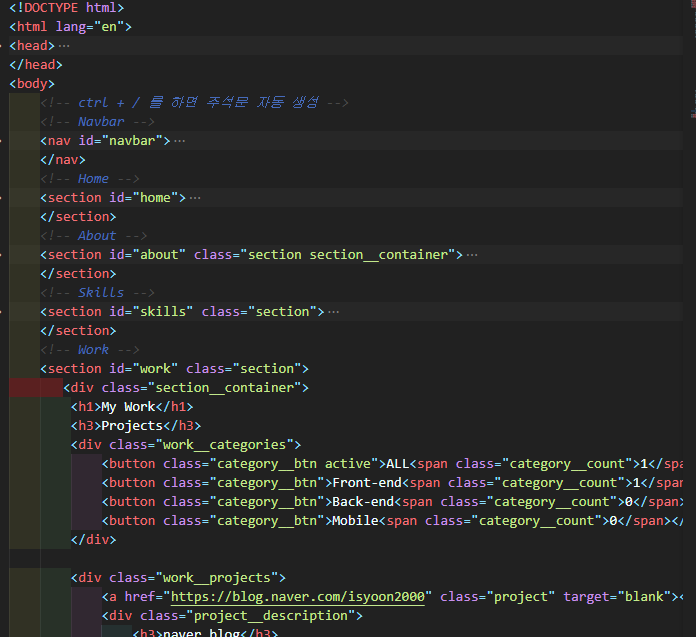 <!DOCTYPE html>
<html lang="en">
<head>…
</head>
<body>
<!-- ctrl + / 를 하면 주석문 자동 생성 -->
<!-- Navbar -->
<nav id="navbar">…
</nav>
<!-- Home -->
<section id="home">…
</section>
<!-- About -->
<section id="about" class="section section__container">…
</section>
<!-- Skills -->
<section id="skills" class="section">…
</section>
<!-- Work -->
<section id="work" class="section">
<div class="section__container">
<h1>My Work</h1>
<h3>Projects</h3>
<div class="work__categories">
<button class="category__btn active">ALL<span class="category__count">1</spa
<button class="category__btn">Front-end<span class="category__count">1</span
<button class="category__btn">Back-end<span class="category__count">0</span>
<button class="category__btn">Mobile<span class="category__count">0</span></
</div>
<div class="work__projects">
<a href="https://blog.naver.com/isyoon2000" class="project" target="blank"><
<div class="project__description">
<h3>naver blog</h3>